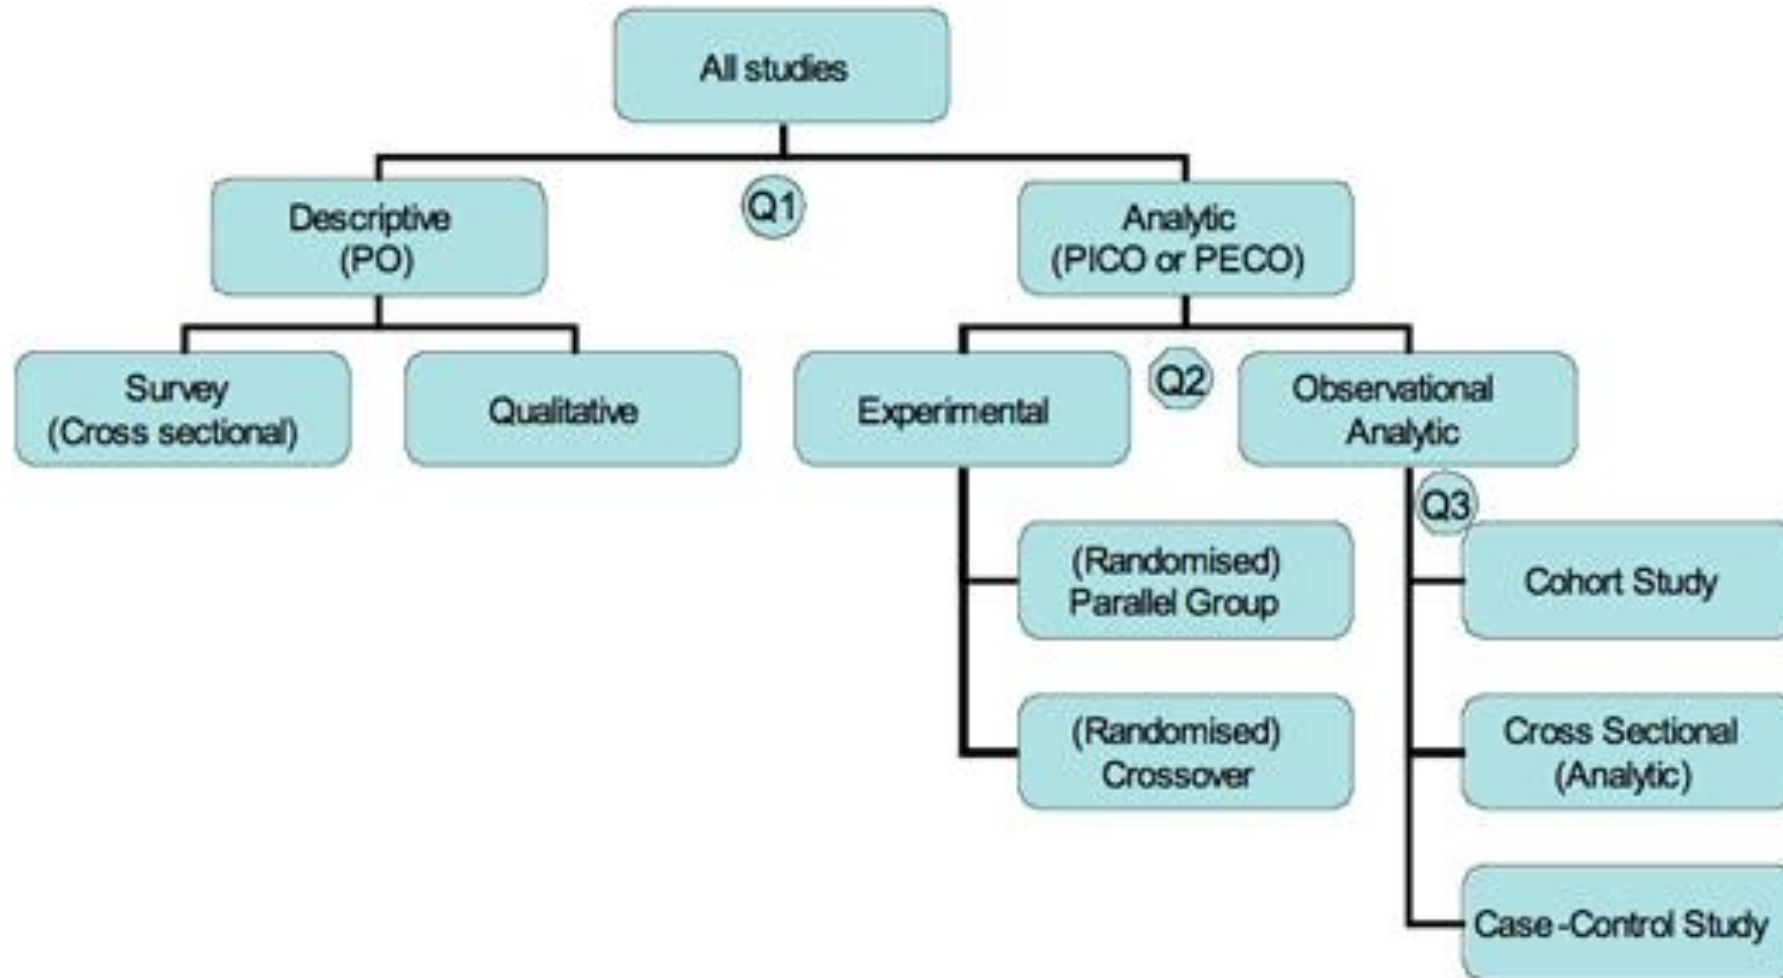 All studies
Descriptive
(PO)
Q1
Analytic
(PICO or PECO)
Survey
(Cross sectional)
Qualitative
Experimental
Q2
Observational
Analytic
Q3
(Randomised)
Parallel Group
Cohort Study
(Randomised)
Crossover
Cross Sectional
(Analytic)
Case-Control Study